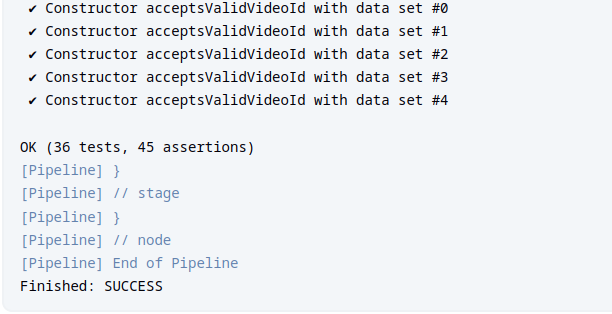 ✔ Constructor acceptsValidVideoId with data set #0
✔ Constructor acceptsValidVideoId with data set #1
✔ Constructor acceptsValidVideoId with data set #2
✔ Constructor acceptsValidVideoId with data set #3
✔ Constructor acceptsValidVideoId with data set #4
OK (36 tests, 45 assertions)
[Pipeline] }
[Pipeline] // stage
[Pipeline] }
[Pipeline] // node
[Pipeline] End of Pipeline
Finished: SUCCESS